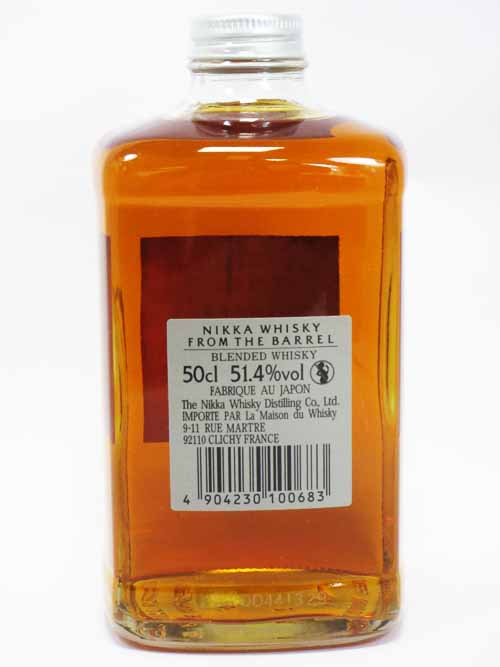 NIKKA WHISKY
FROM THE BARREL
BLENDED WHISKY
50cl 51.4%vol
FABRIQUE AU JAPON
The Nikka Whisky Distilling Co., Ltd.
IMPORTE PAR La Maison du Whisky
9-11 RUE MARTRE
92110 CLICHY FRANCE
4 904230 100683